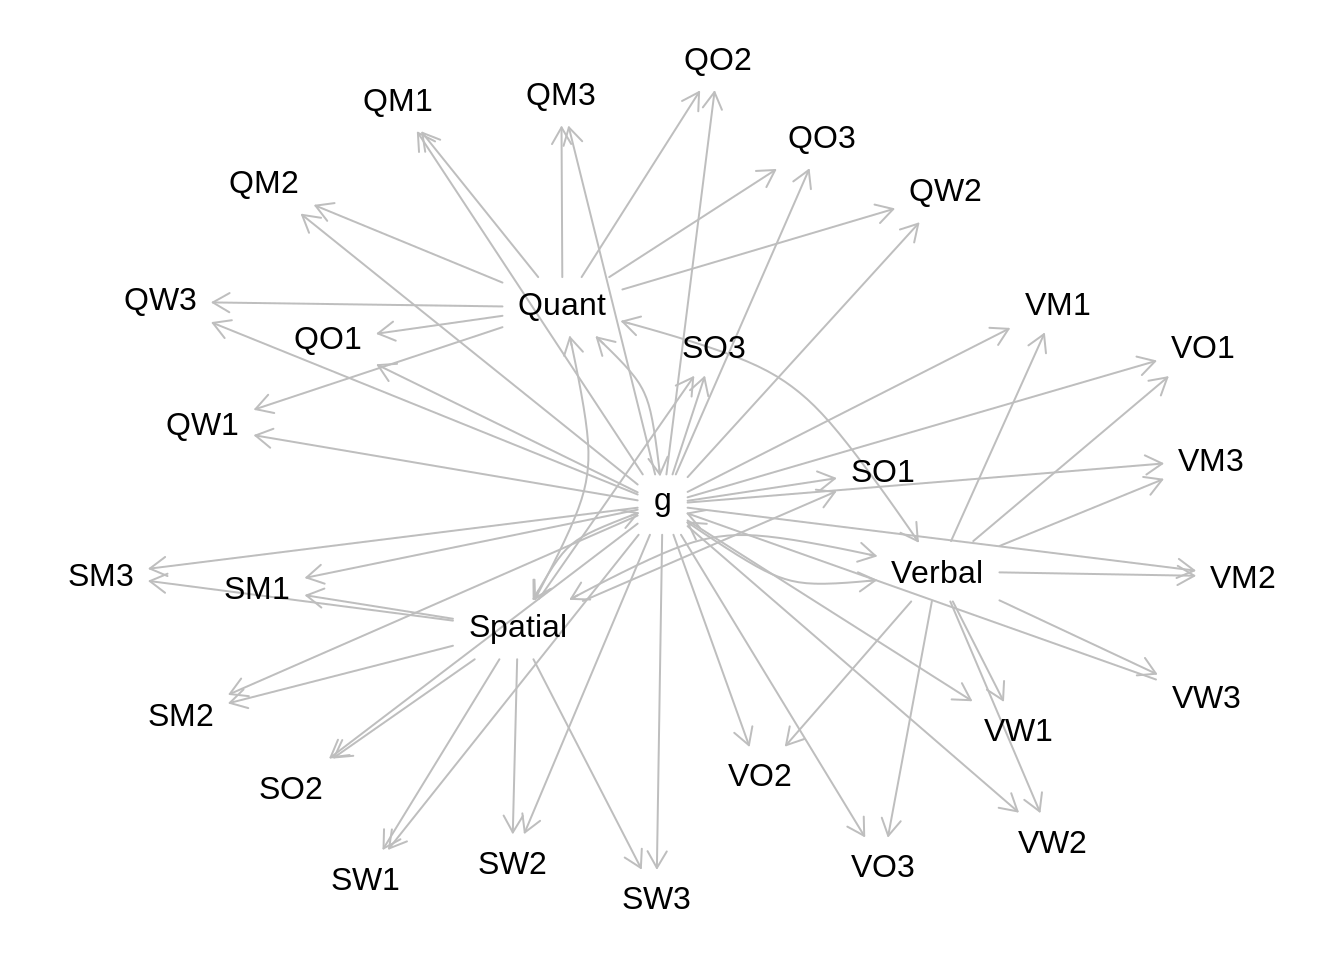 QO2
QM3
QM1
QO3
QM2
QW2
QW3
Quant
VM1
QO1
SO3
VO1
QW1
VM3
SO1
g
Verbal
SM3
VM2
SM1
Spatial
VW3
SM2
VW1
VO2
SO2
VW2
SW2
VO3
SW1
SW3